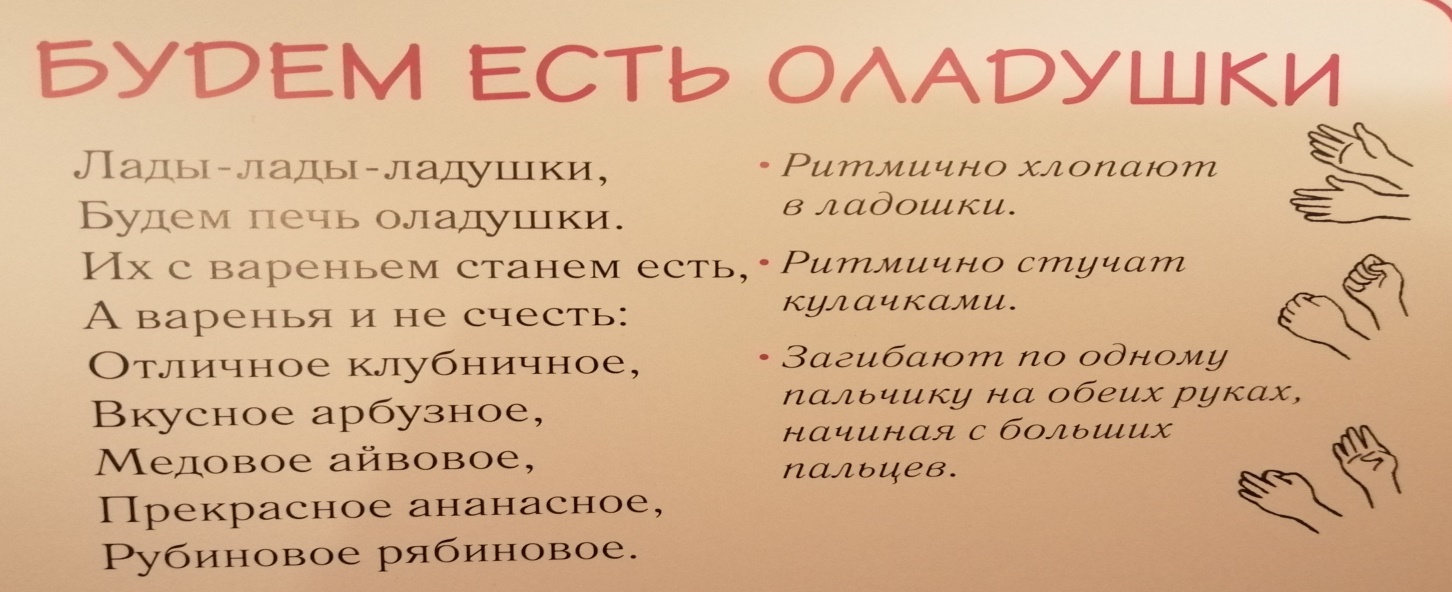 БУДЕМ ЕСТЬ ОЛАДУШКИ
Лады-лады-ладушки,
Будем печь оладушки.
Их с вареньем станем есть,
А варенья и не счесть:
Отличное клубничное,
Вкусное арбузное,
Медовое айвовое,
Прекрасное ананасное,
Рубиновое рябиновое.
• Ритмично хлопают
в ладошки.
• Ритмично стучат
кулачками.
• Загибают по одному
пальчику на обеих руках,
начиная с больших
пальцев.